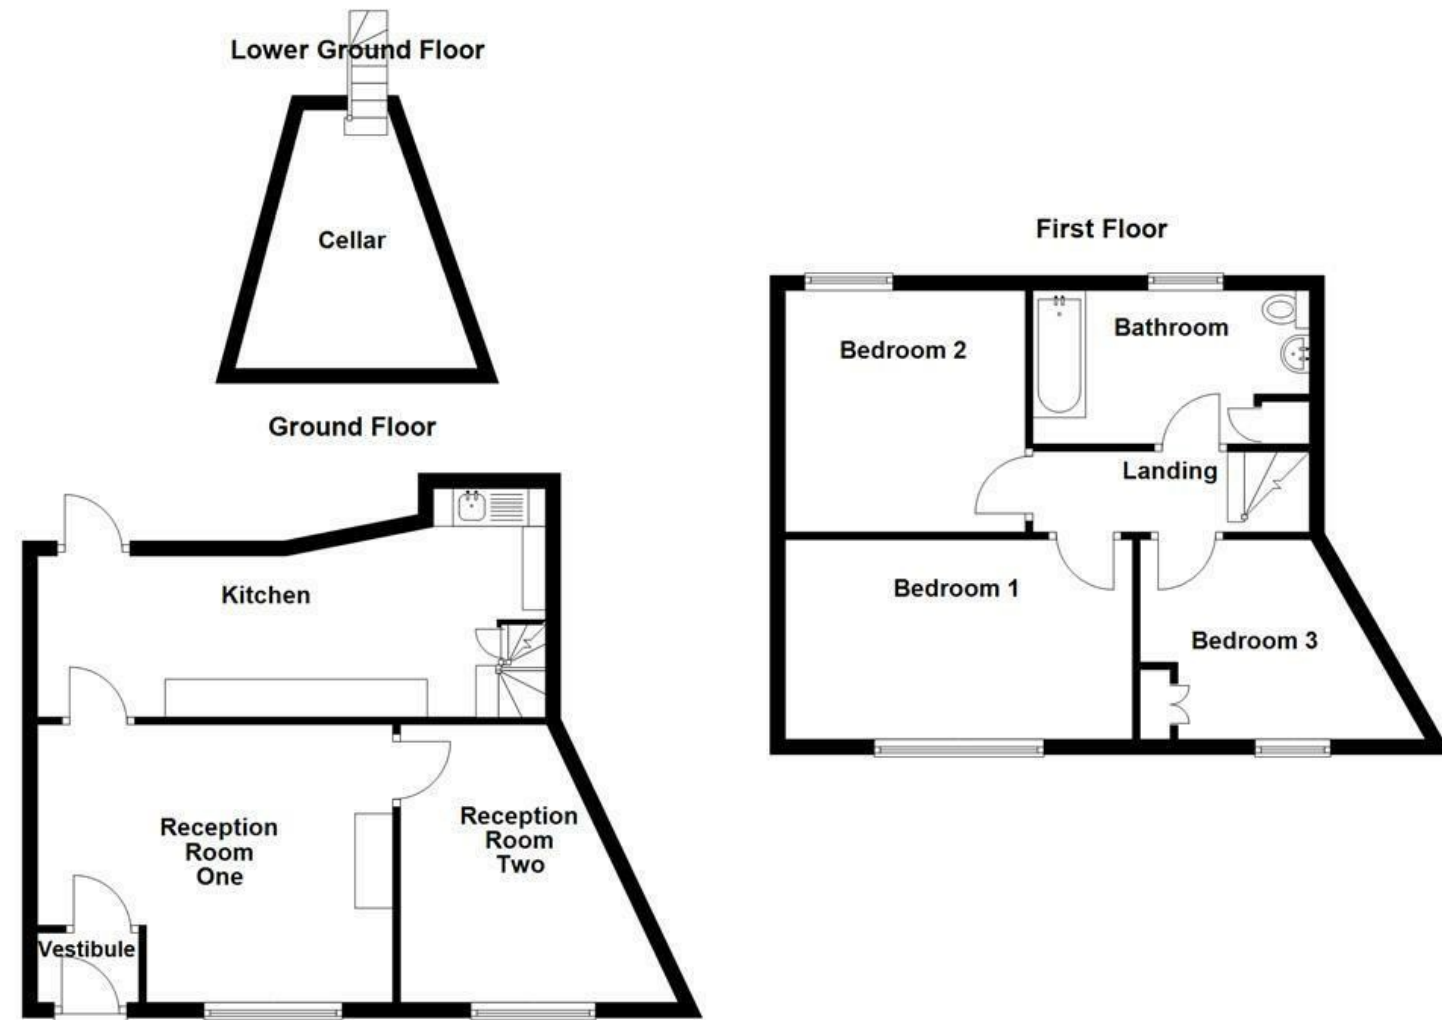 Lower Ground Floor
Cellar
Ground Floor
Kitchen
Reception
Room
One
Reception
Room
Two
Vestibule
First Floor
Bedroom 2
Bathroom
Landing
Bedroom 1
Bedroom 3